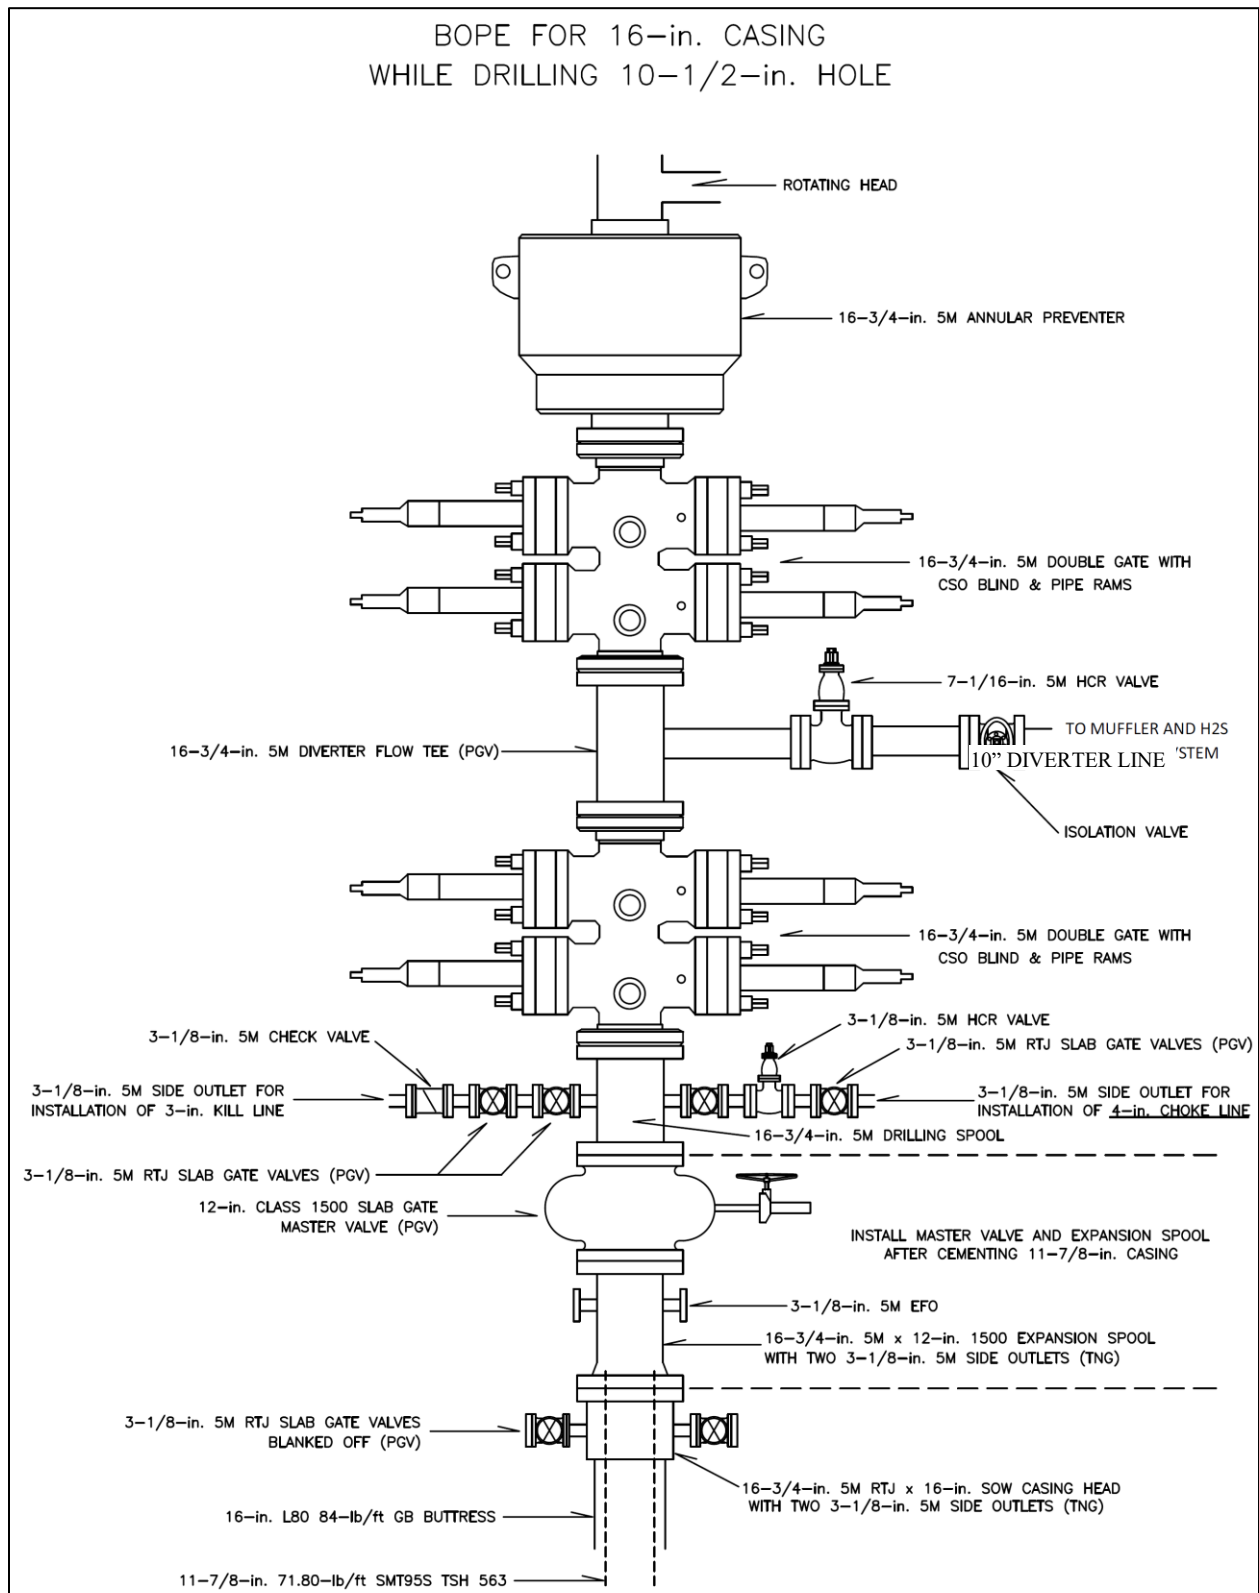 BOPE FOR 16-in. CASING
WHILE DRILLING 10-1/2-in. HOLE
ROTATING HEAD
16-3/4-in. 5M ANNULAR PREVENTER
16-3/4-in. 5M DOUBLE GATE WITH
CSO BLIND & PIPE RAMS
7-1/16-in. 5M HCR VALVE
TO MUFFLER AND H2S
10” DIVERTER LINE
16-3/4-in. 5M DIVERTER FLOW TEE (PGV)
ISOLATION VALVE
16-3/4-in. 5M DOUBLE GATE WITH
CSO BLIND & PIPE RAMS
3-1/8-in. 5M CHECK VALVE
3-1/8-in. 5M HCR VALVE
3-1/8-in. 5M RTJ SLAB GATE VALVES (PGV)
3-1/8-in. 5M SIDE OUTLET FOR
INSTALLATION OF 3-in. KILL LINE
3-1/8-in. 5M SIDE OUTLET FOR
INSTALLATION OF 4-in. CHOKE LINE
16-3/4-in. 5M DRILLING SPOOL
3-1/8-in. 5M RTJ SLAB GATE VALVES (PGV)
12-in. CLASS 1500 SLAB GATE
MASTER VALVE (PGV)
INSTALL MASTER VALVE AND EXPANSION SPOOL
AFTER CEMENTING 11-7/8-in. CASING
3-1/8-in. 5M EFO
16-3/4-in. 5M x 12-in. 1500 EXPANSION SPOOL
WITH TWO 3-1/8-in. 5M SIDE OUTLETS (TNG)
3-1/8-in. 5M RTJ SLAB GATE VALVES
BLANKED OFF (PGV)
16-3/4-in. 5M RTJ x 16-in. SOW CASING HEAD
WITH TWO 3-1/8-in. 5M SIDE OUTLETS (TNG)
16-in. L80 84-lb/ft GB BUTTRESS
11-7/8-in. 71.80-lb/ft SMT95S TSH 563